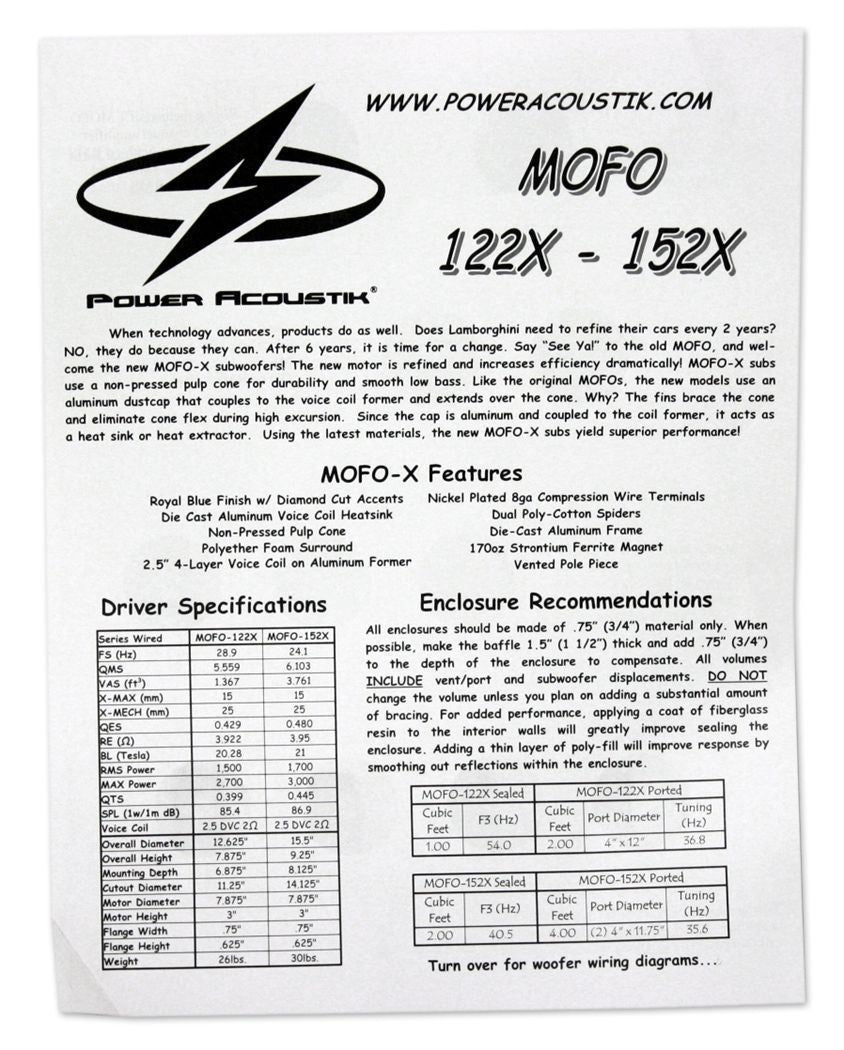 WWW.POWERACOUSTIK.COM
MOFO
122X - 152X
POWER ACOUSTIK®
When technology advances, products do as well. Does Lamborghini need to refine their cars every 2 years?
NO, they do because they can. After 6 years, it is time for a change. Say "See Ya!" to the old MOFO, and wel-
come the new MOFO-X subwoofers! The new motor is refined and increases efficiency dramatically! MOFO-X subs
use a non-pressed pulp cone for durability and smooth low bass. Like the original MOFOs, the new models use an
aluminum dustcap that couples to the voice coil former and extends over the cone. Why? The fins brace the cone
and eliminate cone flex during high excursion. Since the cap is aluminum and coupled to the coil former, it acts as
a heat sink or heat extractor. Using the latest materials, the new MOFO-X subs yield superior performance!
MOFO-X Features
Royal Blue Finish w/ Diamond Cut Accents
Die Cast Aluminum Voice Coil Heatsink
Non-Pressed Pulp Cone
Polyether Foam Surround
2.5" 4-Layer Voice Coil on Aluminum Former
Nickel Plated 8ga Compression Wire Terminals
Dual Poly-Cotton Spiders
Die-Cast Aluminum Frame
170oz Strontium Ferrite Magnet
Vented Pole Piece
Driver Specifications
Series Wired MOFO-122X MOFO-152X
FS (Hz) 28.9 24.1
QMS 5.559 6.103
VAS (ft³) 1.367 3.761
X-MAX (mm) 15 15
X-MECH (mm) 25 25
QES 0.429 0.480
RE (Ω) 3.922 3.95
BL (Tesla) 20.28 21
RMS Power 1,500 1,700
MAX Power 2,700 3,000
QTS 0.399 0.445
SPL (1w/1m dB) 85.4 86.9
Voice Coil 2.5 DVC 2Ω 2.5 DVC 2Ω
Overall Diameter 12.625" 15.5"
Overall Height 7.875" 9.25"
Mounting Depth 6.875" 8.125"
Cutout Diameter 11.25" 14.125"
Motor Diameter 7.875" 7.875"
Motor Height 3" 3"
Flange Width .75" .75"
Flange Height .625" .625"
Weight 26lbs. 30lbs.
Enclosure Recommendations
All enclosures should be made of .75" (3/4") material only. When
possible, make the baffle 1.5" (1 1/2") thick and add .75" (3/4")
to the depth of the enclosure to compensate. All volumes
INCLUDE vent/port and subwoofer displacements. DO NOT
change the volume unless you plan on adding a substantial amount
of bracing. For added performance, applying a coat of fiberglass
resin to the interior walls will greatly improve sealing the
enclosure. Adding a thin layer of poly-fill will improve response by
smoothing out reflections within the enclosure.
MOFO-122X Sealed MOFO-122X Ported
Cubic Feet F3 (Hz) Cubic Feet Port Diameter Tuning (Hz)
1.00 54.0 2.00 4" x 12" 36.8
MOFO-152X Sealed MOFO-152X Ported
Cubic Feet F3 (Hz) Cubic Feet Port Diameter Tuning (Hz)
2.00 40.5 4.00 (2) 4" x 11.75" 35.6
Turn over for woofer wiring diagrams...